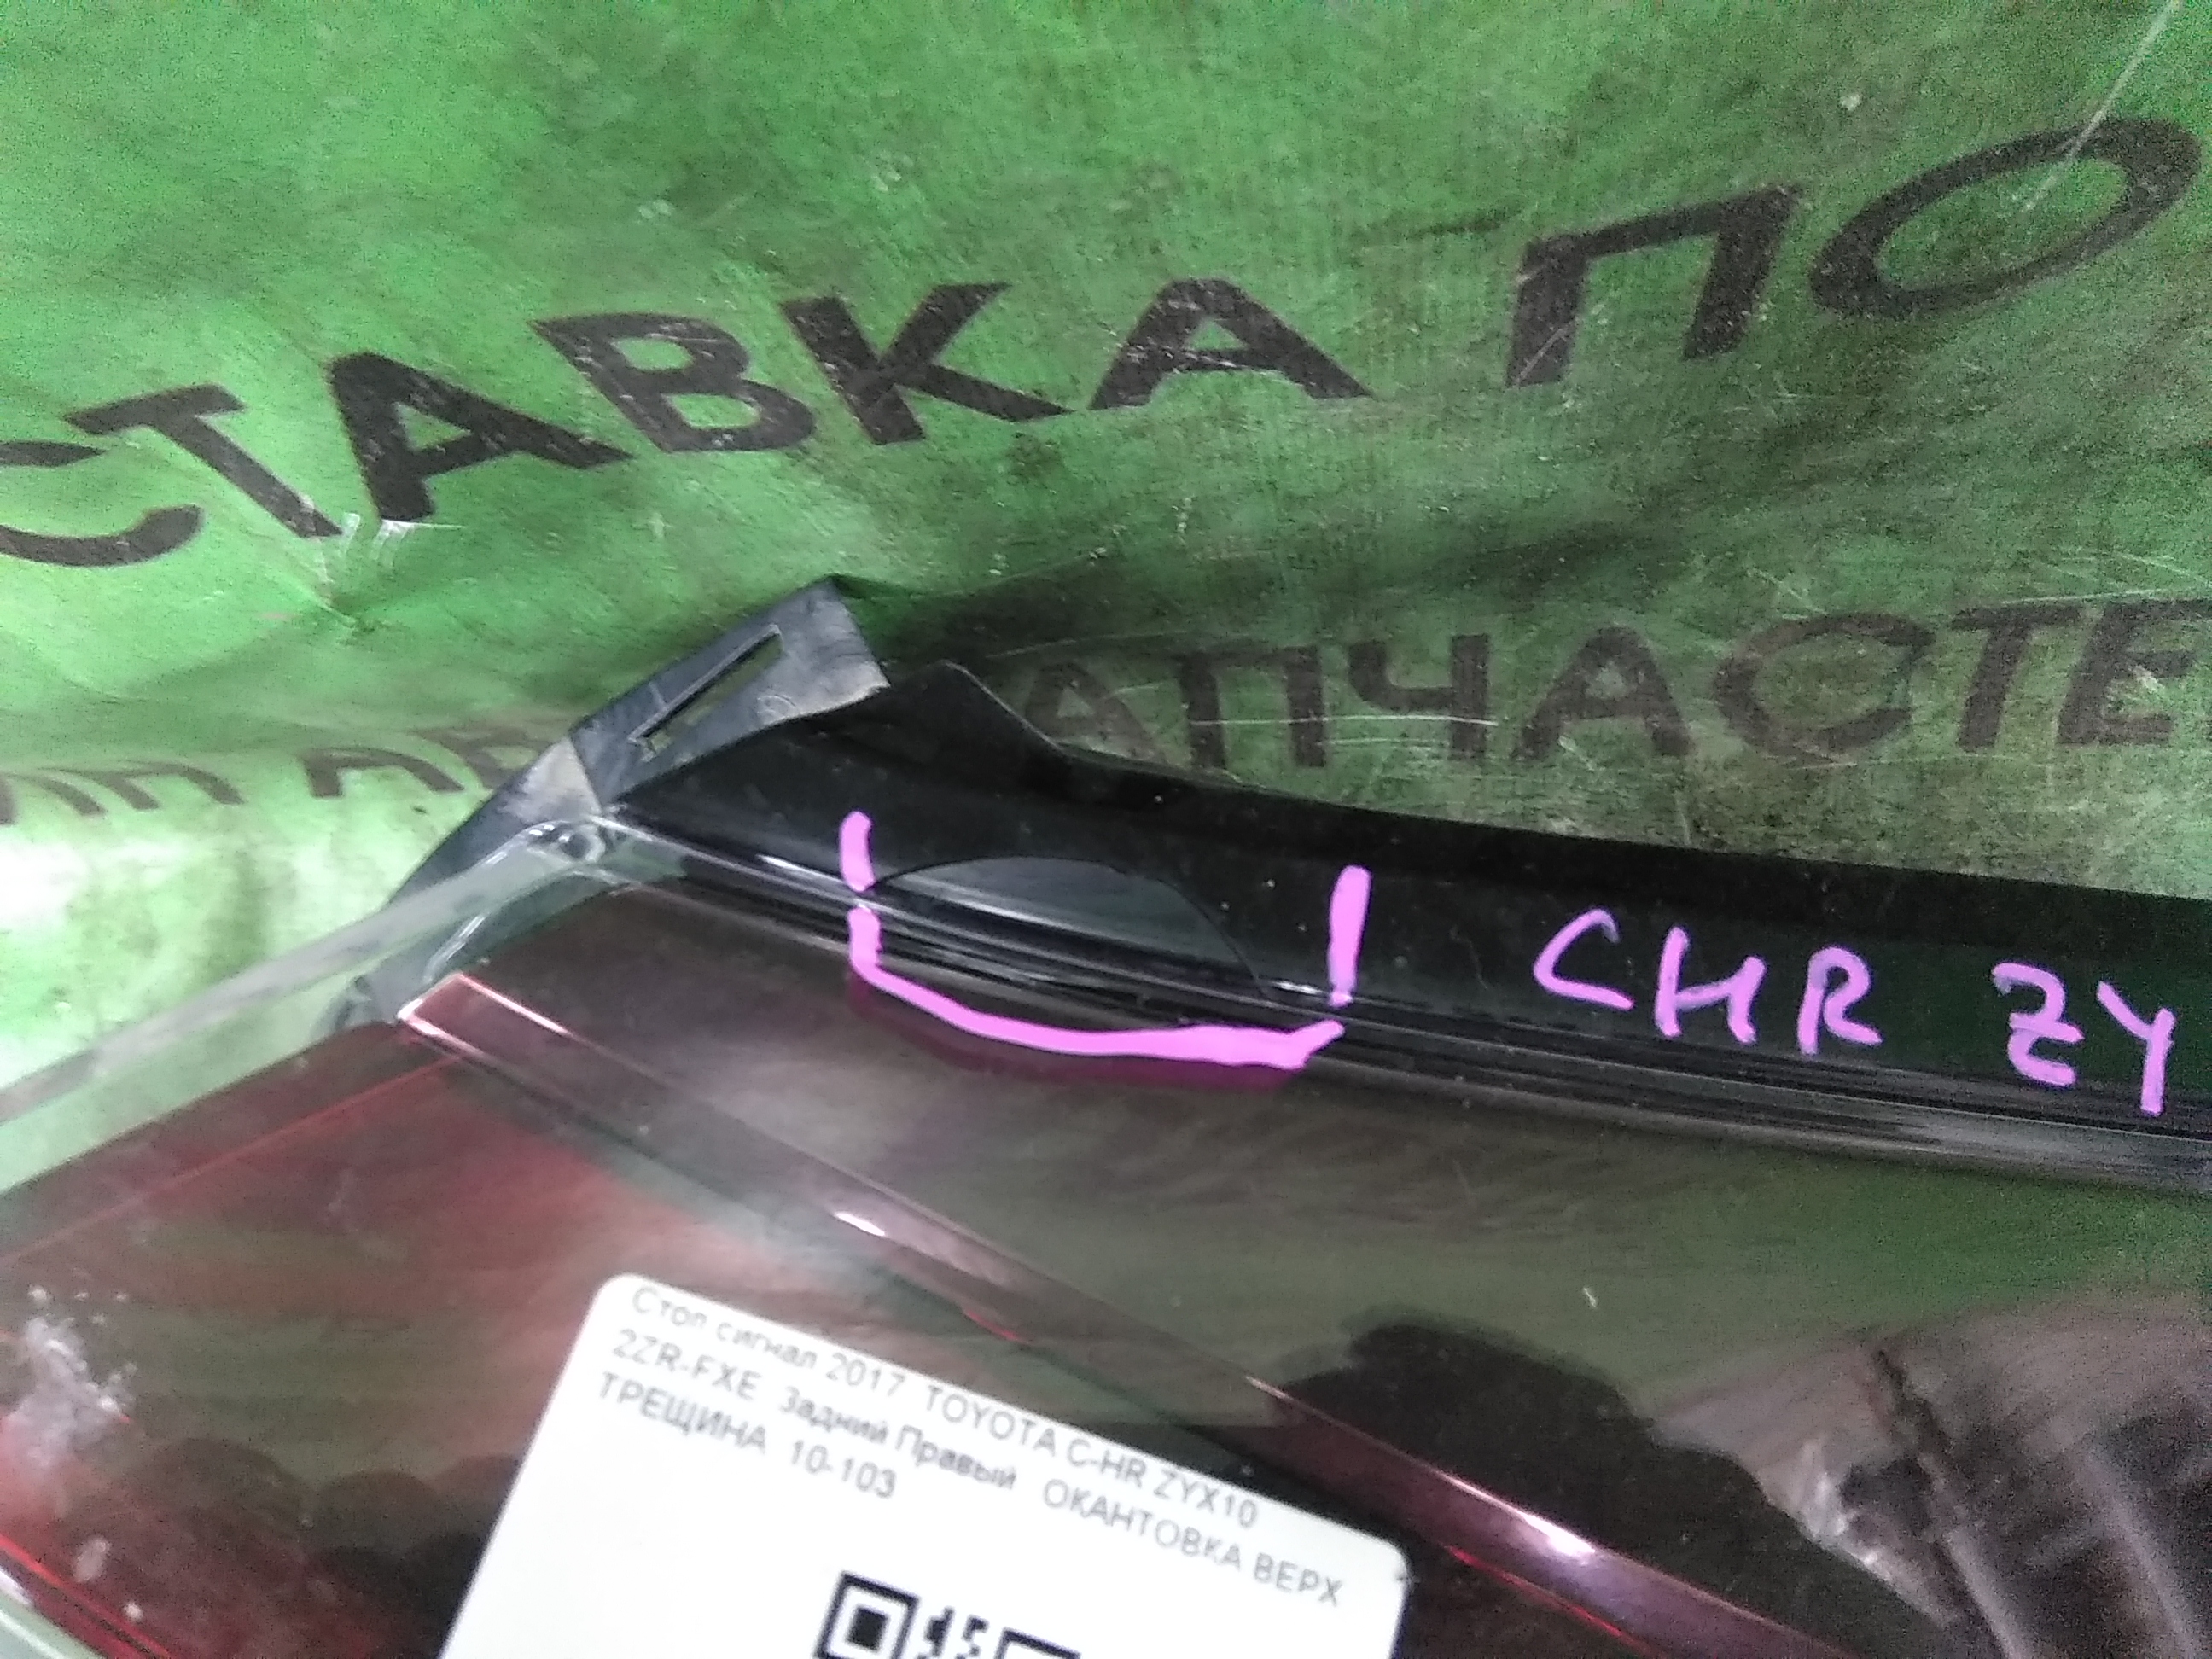 СТАВКА ПО
АПЧАСТЕ
CHR ZY
Стоп сигнал 2017 TOYOTA C-HR ZYX10
2ZR-FXE Задний Правый ОКАНТОВКА ВЕРХ
ТРЕЩИНА 10-103